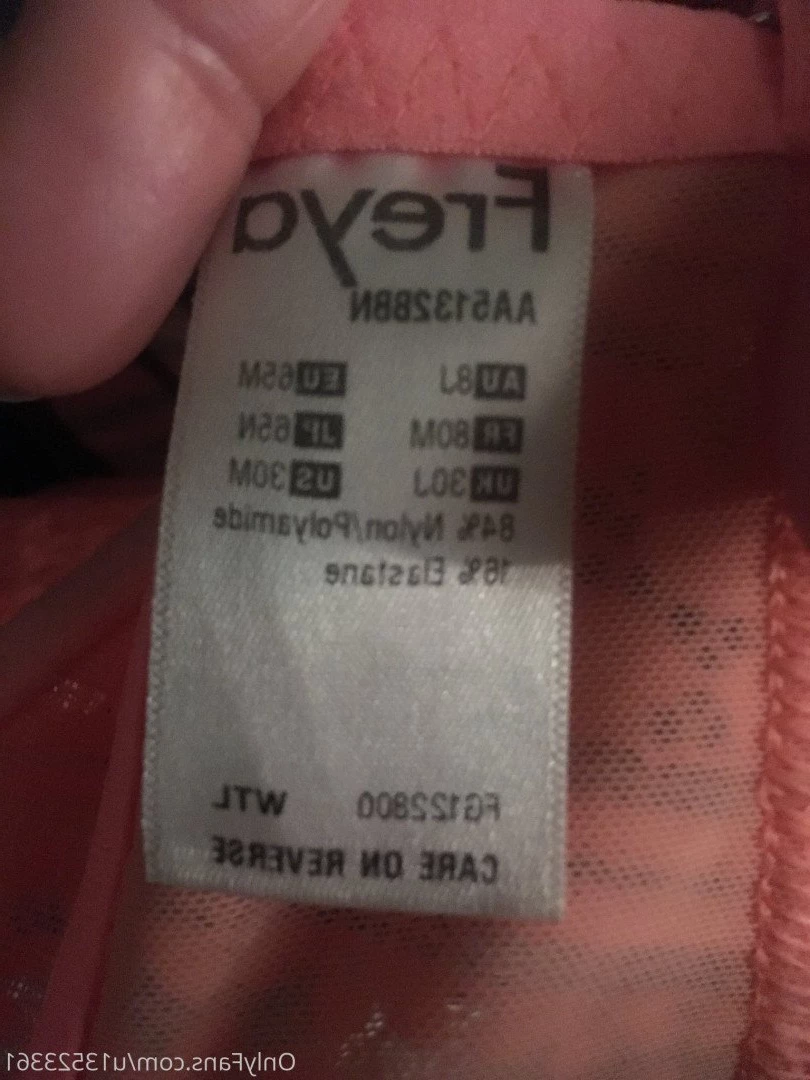 Freya
AA5132BBN
AU 8J EU 65M
FR 80M JP 65N
UK 30J US 30M
84% Nylon/Polyamide
16% Elastane
FG122800 WTL
CARE ON REVERSE
OnlyFans.com/u13523361